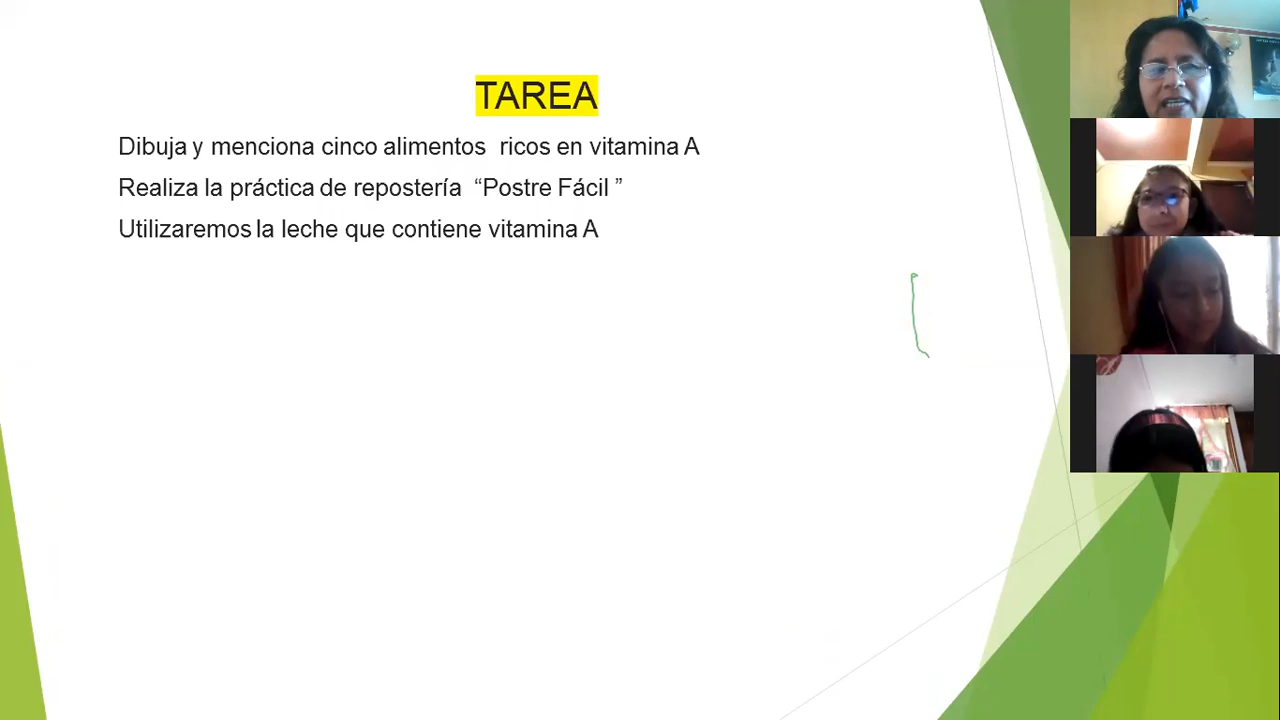 TAREA
Dibuja y menciona cinco alimentos ricos en vitamina A
Realiza la práctica de repostería “Postre Fácil ”
Utilizaremos la leche que contiene vitamina A